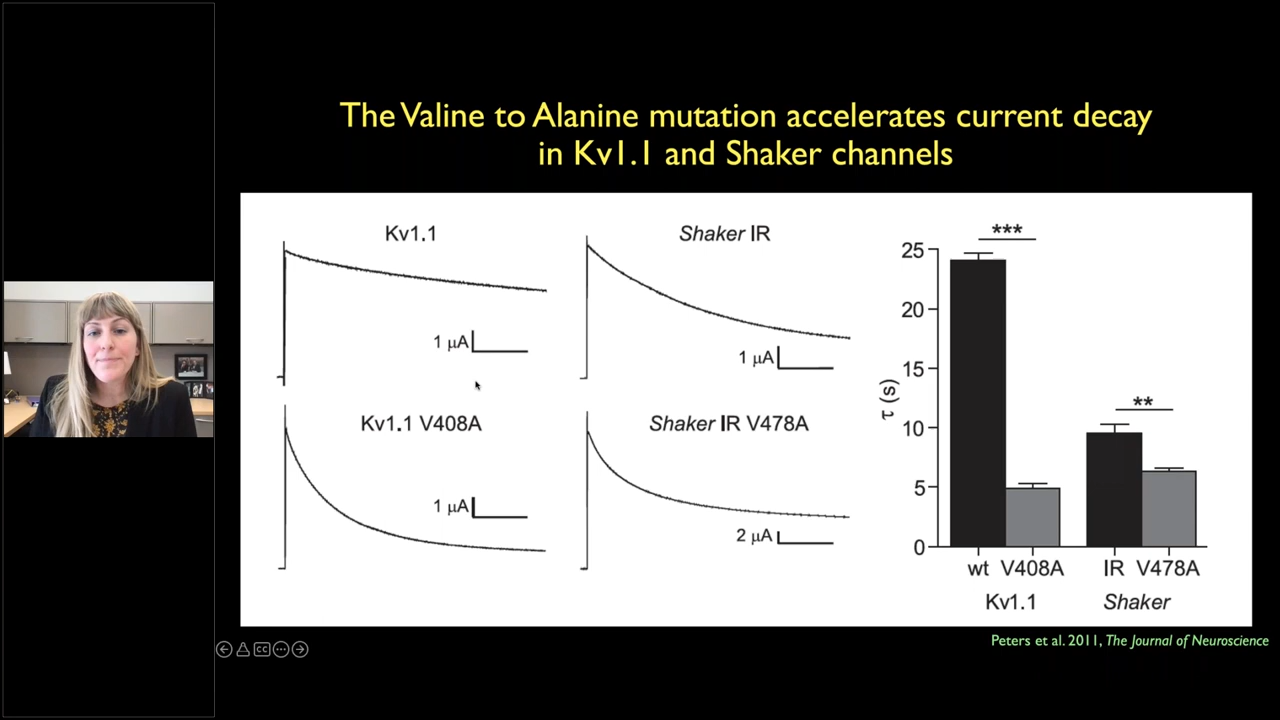 The Valine to Alanine mutation accelerates current decay
in Kv1.1 and Shaker channels
Kv1.1
1 μA
Shaker IR
1 μA
Kv1.1 V408A
1 μA
Shaker IR V478A
2 μA
***
**
τ (s)
25
20
15
10
5
0
wt V408A IR V478A
Kv1.1 Shaker
Peters et al. 2011, The Journal of Neuroscience
CC